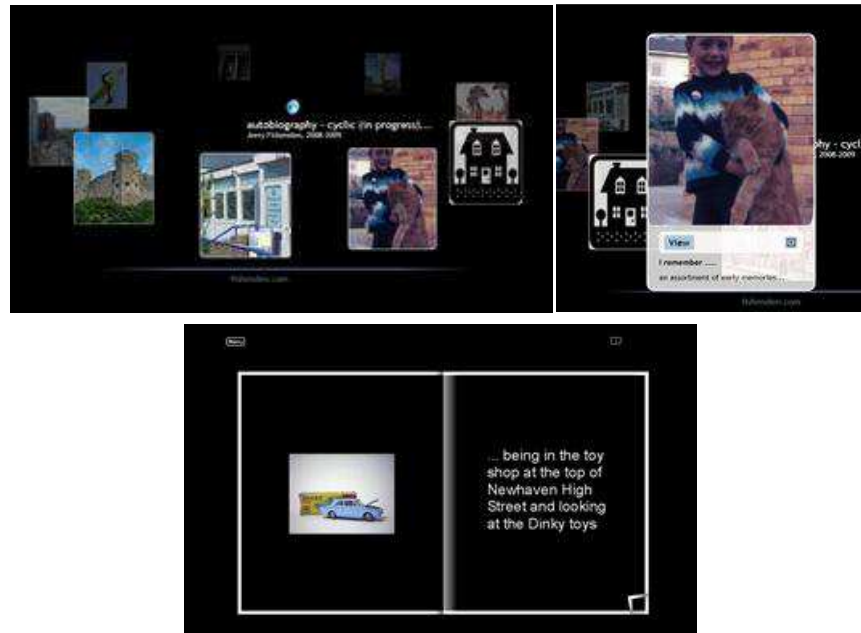 autobiography - cyclic (in progress)....
Jerry Fishenden, 2008-2009
fishenden.com
phy - cycl
2008-2009
View
I remember .....
an assortment of early memories...
fishenden.com
Menu
... being in the toy
shop at the top of
Newhaven High
Street and looking
at the Dinky toys